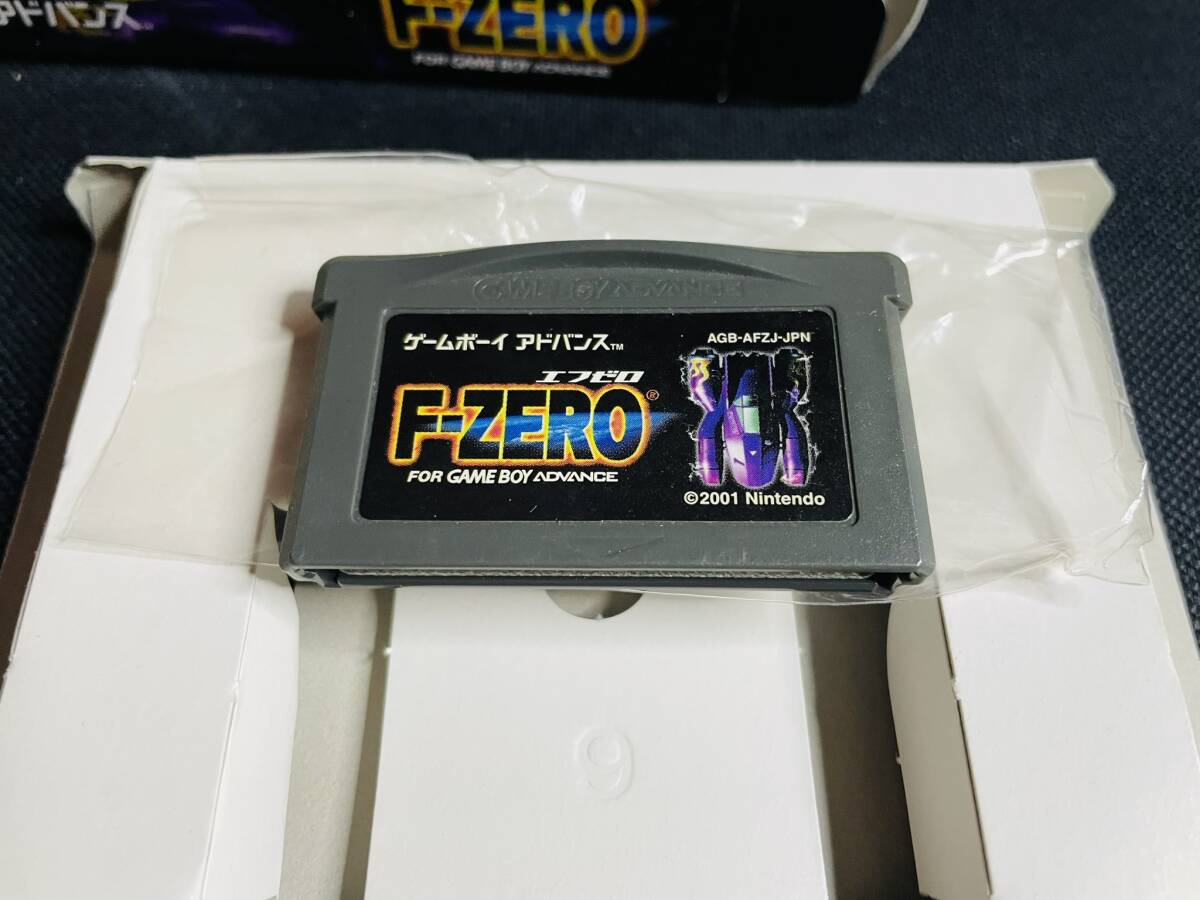 アドバンス
F-ZERO
FOR GAME BOY ADVANCE
GAME BOY ADVANCE
ゲームボーイ アドバンス™
AGB-AFZJ-JPN
エフゼロ
F-ZERO®
FOR GAME BOY ADVANCE
©2001 Nintendo
9